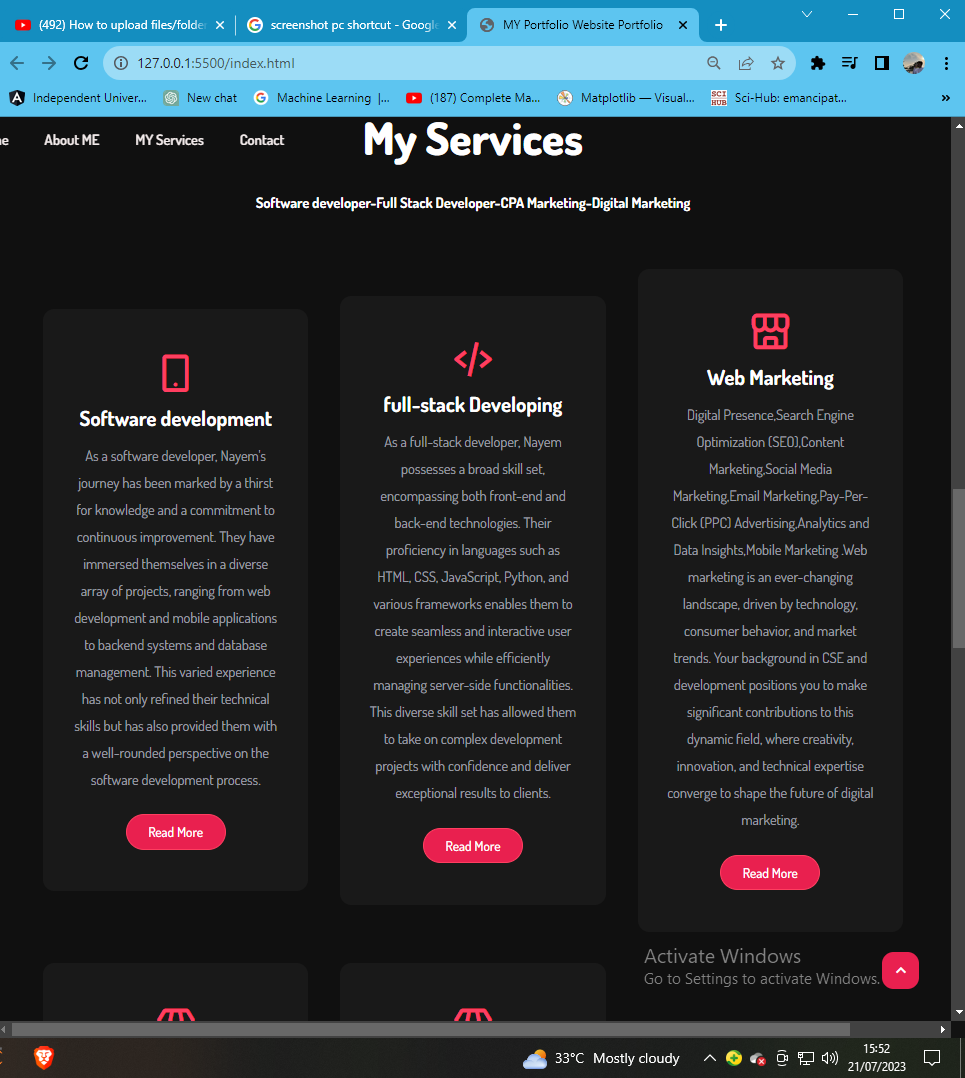 (492) How to upload files/folder
screenshot pc shortcut - Google
MY Portfolio Website Portfolio
127.0.0.1:5500/index.html
Independent Univer...
New chat
Machine Learning |...
(187) Complete Ma...
Matplotlib — Visual...
SCI HUB
Sci-Hub: emancipat...
»
About ME
MY Services
Contact
My Services
Software developer-Full Stack Developer-CPA Marketing-Digital Marketing
Software development
As a software developer, Nayem's
journey has been marked by a thirst
for knowledge and a commitment to
continuous improvement. They have
immersed themselves in a diverse
array of projects, ranging from web
development and mobile applications
to backend systems and database
management. This varied experience
has not only refined their technical
skills but has also provided them with
a well-rounded perspective on the
software development process.
Read More
full-stack Developing
As a full-stack developer, Nayem
possesses a broad skill set,
encompassing both front-end and
back-end technologies. Their
proficiency in languages such as
HTML, CSS, JavaScript, Python, and
various frameworks enables them to
create seamless and interactive user
experiences while efficiently
managing server-side functionalities.
This diverse skill set has allowed them
to take on complex development
projects with confidence and deliver
exceptional results to clients.
Read More
Web Marketing
Digital Presence,Search Engine
Optimization (SEO),Content
Marketing,Social Media
Marketing,Email Marketing,Pay-Per-
Click (PPC) Advertising,Analytics and
Data Insights,Mobile Marketing .Web
marketing is an ever-changing
landscape, driven by technology,
consumer behavior, and market
trends. Your background in CSE and
development positions you to make
significant contributions to this
dynamic field, where creativity,
innovation, and technical expertise
converge to shape the future of digital
marketing.
Read More
Activate Windows
Go to Settings to activate Windows.
33°C Mostly cloudy
15:52
21/07/2023